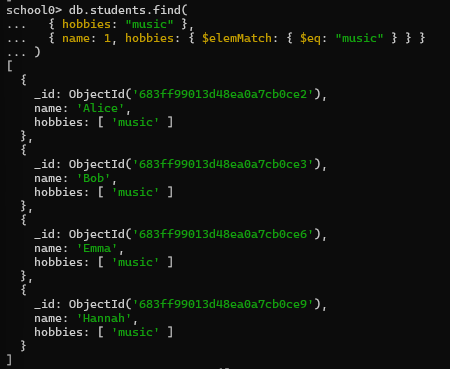 school0> db.students.find(
...   { hobbies: "music" },
...   { name: 1, hobbies: { $elemMatch: { $eq: "music" } } }
... )
[
  {
    _id: ObjectId('683ff99013d48ea0a7cb0ce2'),
    name: 'Alice',
    hobbies: [ 'music' ]
  },
  {
    _id: ObjectId('683ff99013d48ea0a7cb0ce3'),
    name: 'Bob',
    hobbies: [ 'music' ]
  },
  {
    _id: ObjectId('683ff99013d48ea0a7cb0ce6'),
    name: 'Emma',
    hobbies: [ 'music' ]
  },
  {
    _id: ObjectId('683ff99013d48ea0a7cb0ce9'),
    name: 'Hannah',
    hobbies: [ 'music' ]
  }
]